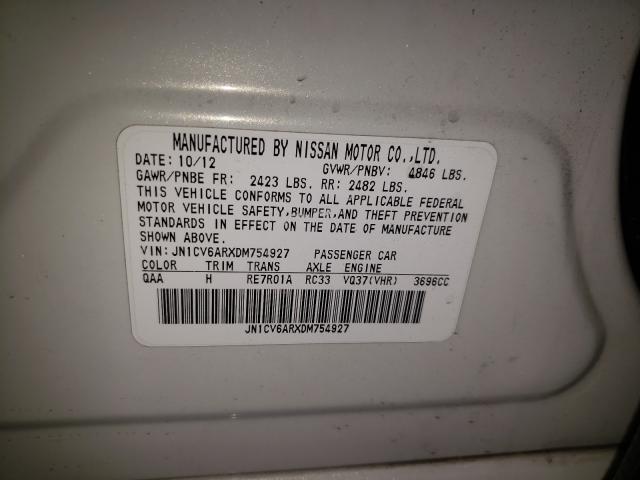 MANUFACTURED BY NISSAN MOTOR CO.,LTD.
DATE: 10/12 GVWR/PNBV: 4846 LBS.
GAWR/PNBE FR: 2423 LBS. RR: 2482 LBS.
THIS VEHICLE CONFORMS TO ALL APPLICABLE FEDERAL
MOTOR VEHICLE SAFETY,BUMPER,AND THEFT PREVENTION
STANDARDS IN EFFECT ON THE DATE OF MANUFACTURE
SHOWN ABOVE.
VIN: JN1CV6ARXDM754927 PASSENGER CAR
COLOR TRIM TRANS AXLE ENGINE
QAA H RE7R01A RC33 VQ37(VHR) 3696CC
JN1CV6ARXDM754927